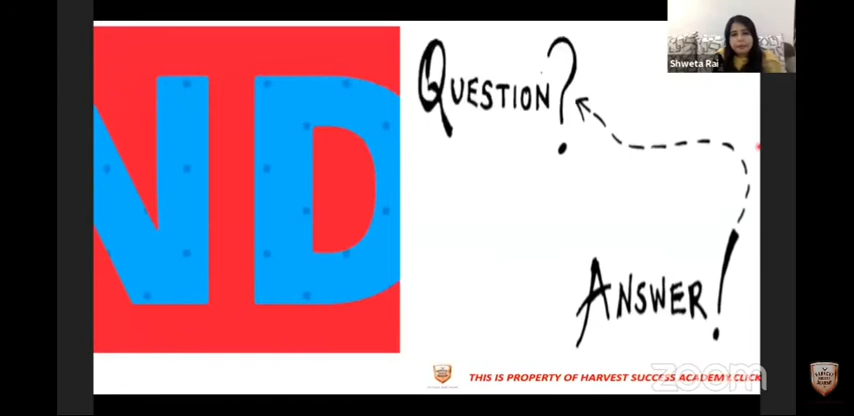 Shweta Rai
ND
QUESTION?
ANSWER!
THIS IS PROPERTY OF HARVEST SUCCESS ACADEMY.CLICK
zoom